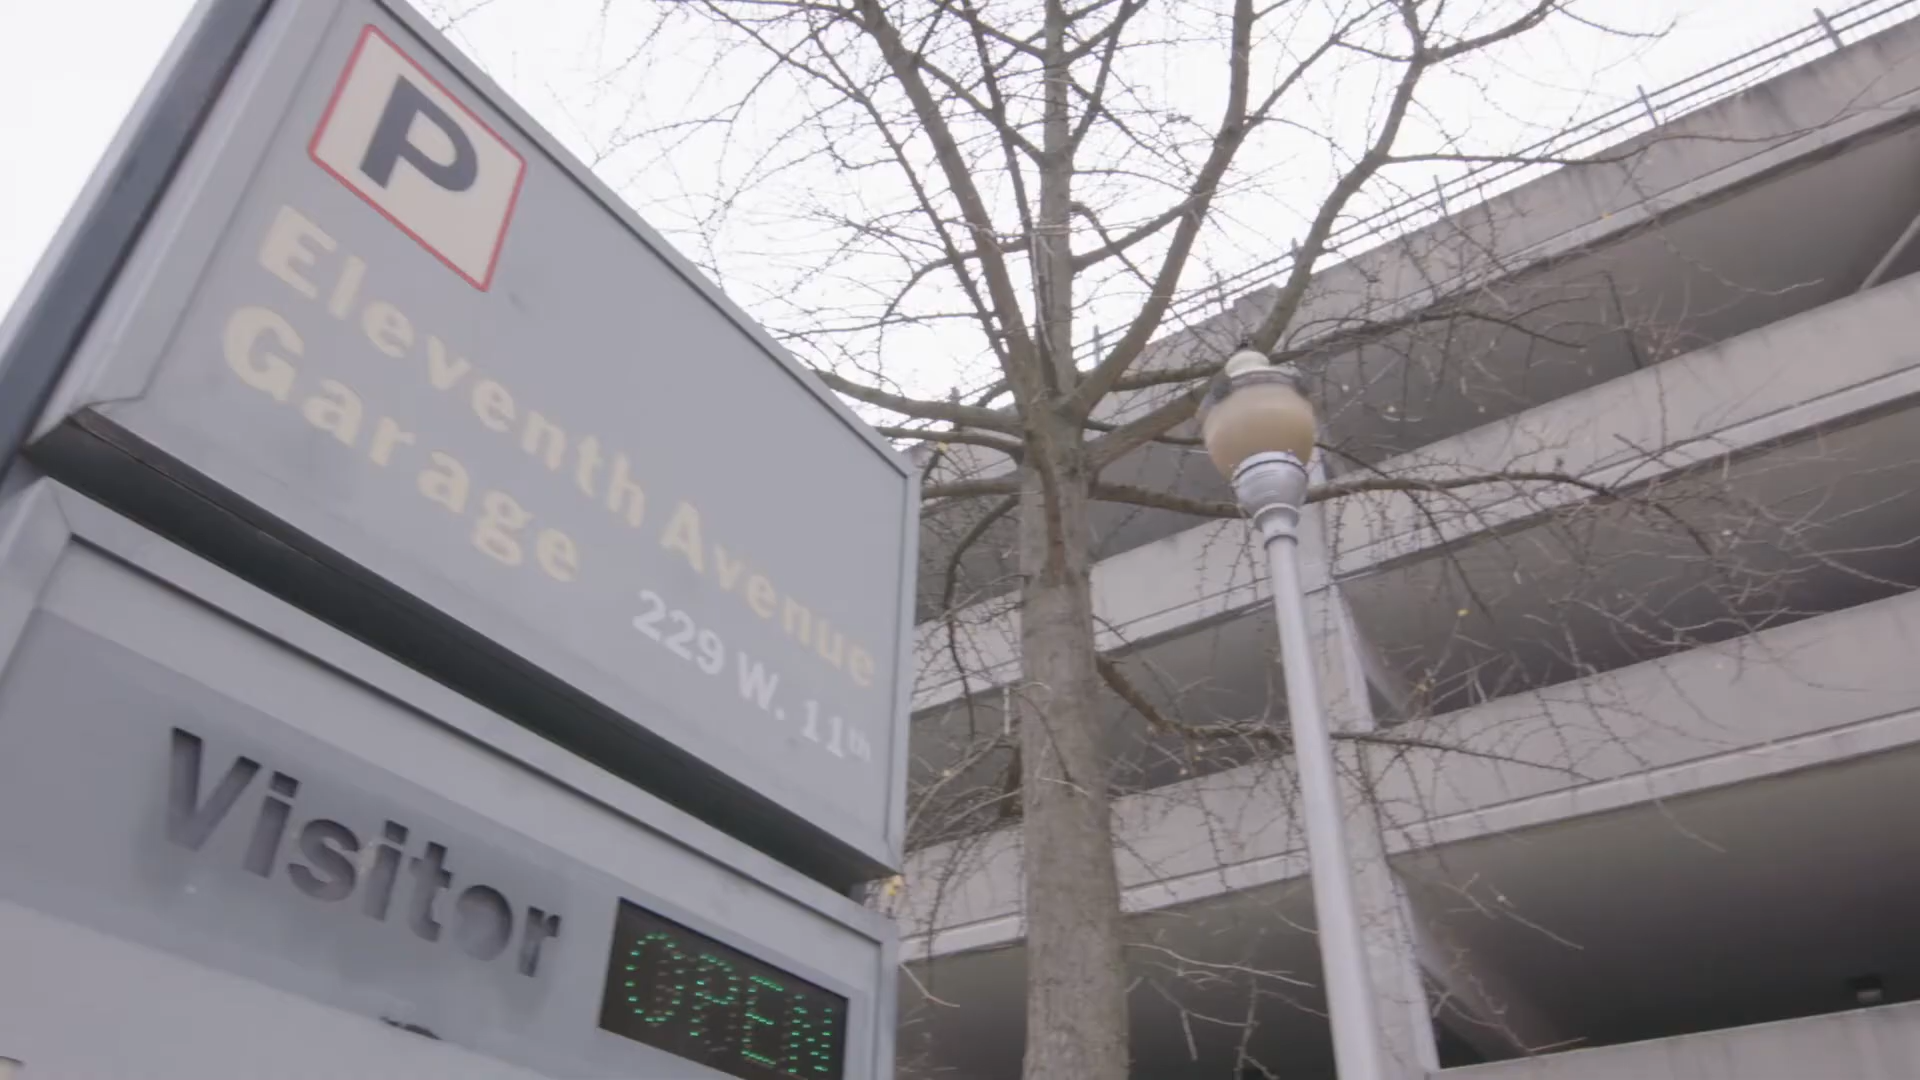 P
Eleventh Avenue
Garage
229 W. 11th
Visitor
OPEN